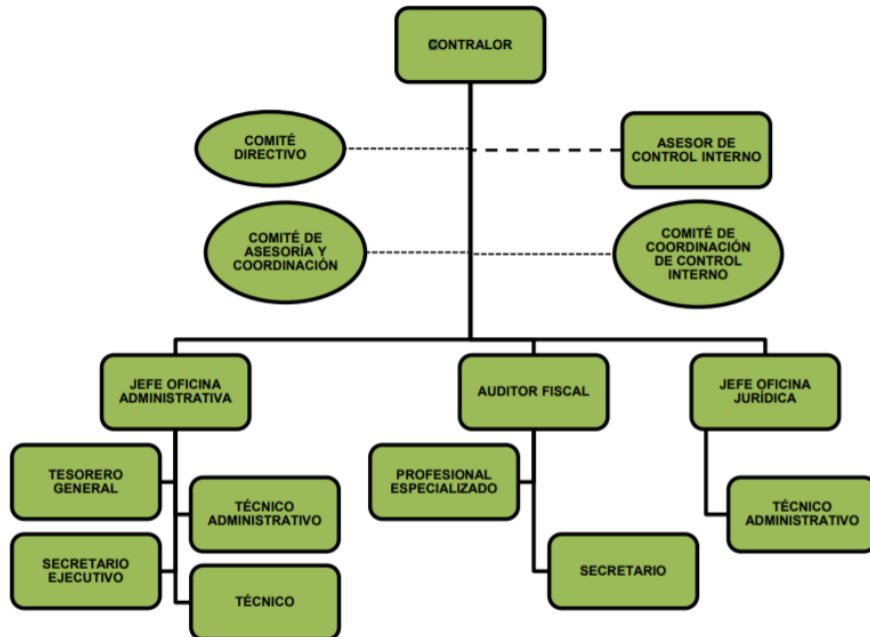 CONTRALOR
COMITÉ
DIRECTIVO
ASESOR DE
CONTROL INTERNO
COMITÉ DE
ASESORÍA Y
COORDINACIÓN
COMITÉ DE
COORDINACIÓN
DE CONTROL
INTERNO
JEFE OFICINA
ADMINISTRATIVA
AUDITOR FISCAL
JEFE OFICINA
JURÍDICA
TESORERO
GENERAL
TÉCNICO
ADMINISTRATIVO
PROFESIONAL
ESPECIALIZADO
TÉCNICO
ADMINISTRATIVO
SECRETARIO
EJECUTIVO
TÉCNICO
SECRETARIO